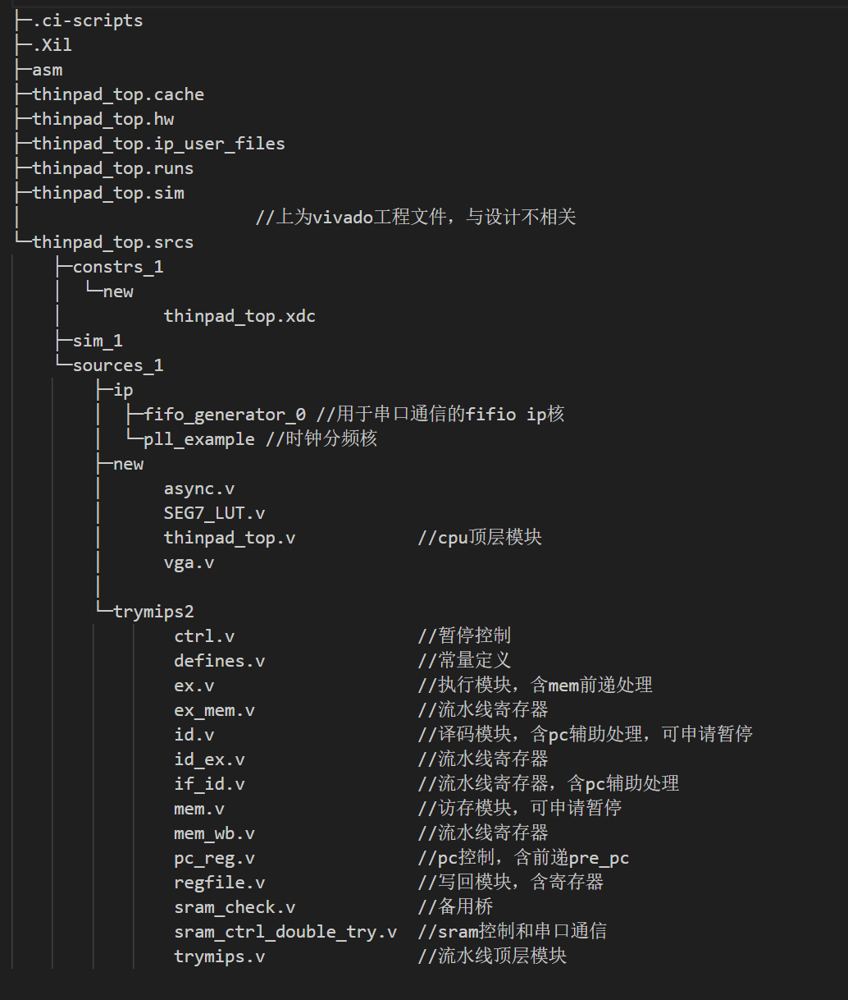 ├─.ci-scripts
├─.Xil
├─asm
├─thinpad_top.cache
├─thinpad_top.hw
├─thinpad_top.ip_user_files
├─thinpad_top.runs
├─thinpad_top.sim
│                      //上为vivado工程文件，与设计不相关
└─thinpad_top.srcs
    ├─constrs_1
    │  └─new
    │          thinpad_top.xdc
    ├─sim_1
    └─sources_1
        ├─ip
        │  ├─fifo_generator_0 //用于串口通信的fifio ip核
        │  └─pll_example //时钟分频核
        ├─new
        │      async.v
        │      SEG7_LUT.v
        │      thinpad_top.v            //cpu顶层模块
        │      vga.v
        │
        └─trymips2
                ctrl.v                  //暂停控制
                defines.v               //常量定义
                ex.v                    //执行模块，含mem前递处理
                ex_mem.v                //流水线寄存器
                id.v                    //译码模块，含pc辅助处理，可申请暂停
                id_ex.v                 //流水线寄存器
                if_id.v                 //流水线寄存器，含pc辅助处理
                mem.v                   //访存模块，可申请暂停
                mem_wb.v                //流水线寄存器
                pc_reg.v                //pc控制，含前递pre_pc
                regfile.v               //写回模块，含寄存器
                sram_check.v            //备用桥
                sram_ctrl_double_try.v  //sram控制和串口通信
                trymips.v               //流水线顶层模块